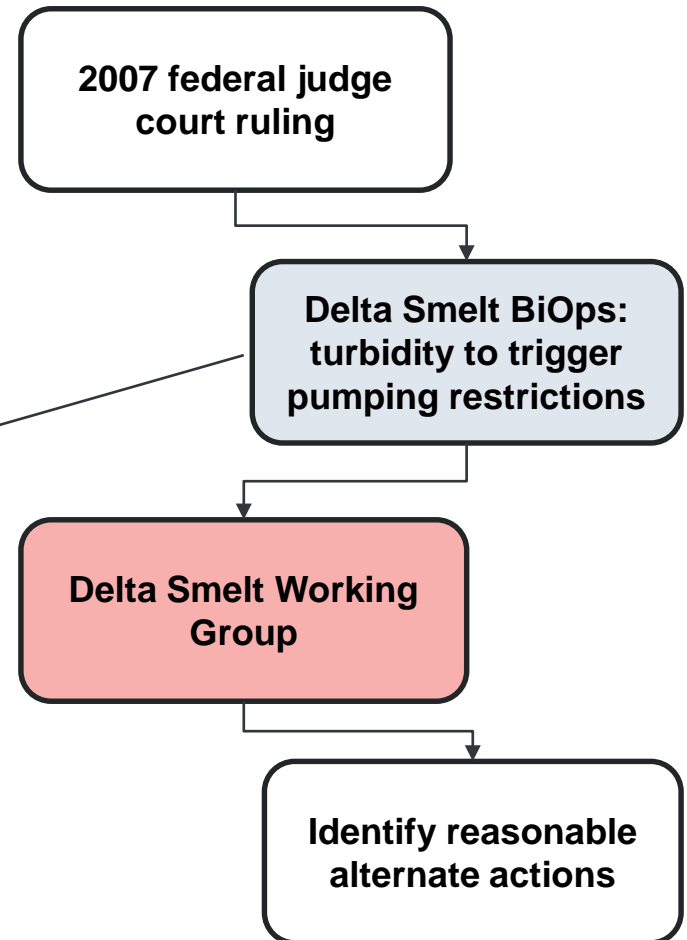 2007 federal judge
court ruling
Delta Smelt BiOps:
turbidity to trigger
pumping restrictions
Delta Smelt Working
Group
Identify reasonable
alternate actions